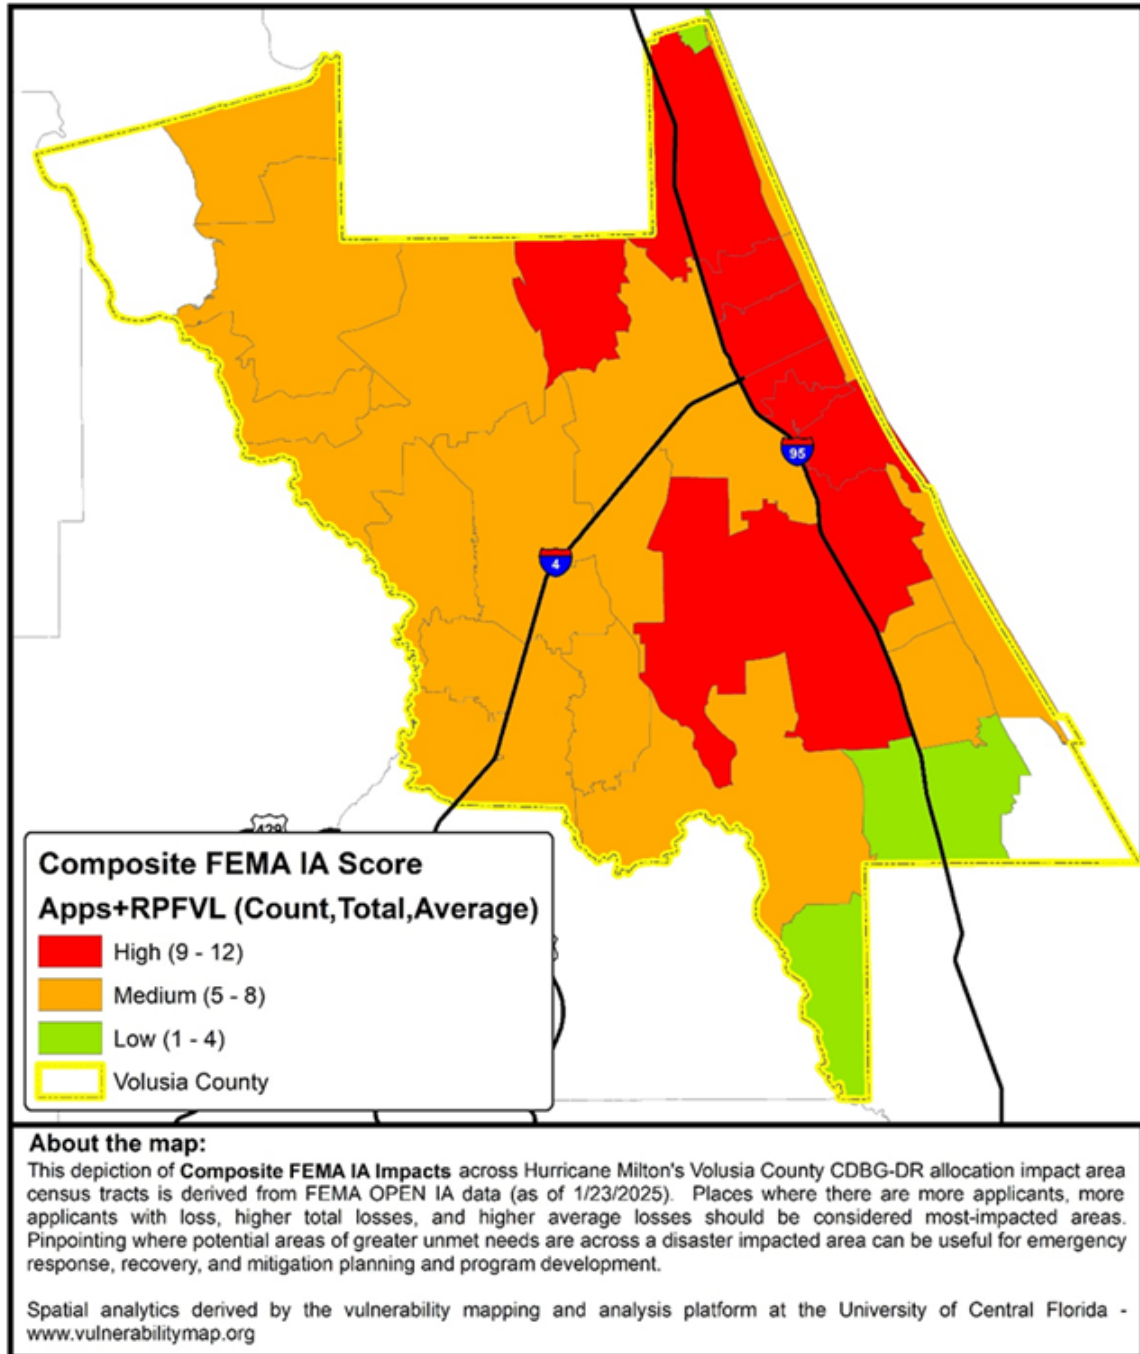 95
4
429
Composite FEMA IA Score
Apps+RPFVL (Count,Total,Average)
High (9 - 12)
Medium (5 - 8)
Low (1 - 4)
Volusia County
About the map:
This depiction of Composite FEMA IA Impacts across Hurricane Milton's Volusia County CDBG-DR allocation impact area
census tracts is derived from FEMA OPEN IA data (as of 1/23/2025). Places where there are more applicants, more
applicants with loss, higher total losses, and higher average losses should be considered most-impacted areas.
Pinpointing where potential areas of greater unmet needs are across a disaster impacted area can be useful for emergency
response, recovery, and mitigation planning and program development.
Spatial analytics derived by the vulnerability mapping and analysis platform at the University of Central Florida -
www.vulnerabilitymap.org